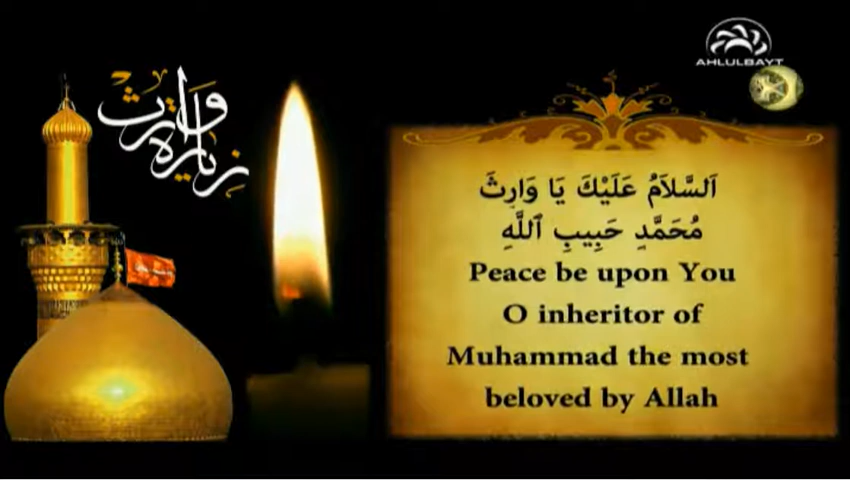 زيارة وارث
AHLULBAYT
اَلسَّلاَمُ عَلَيْكَ يَا وَارِثَ
مُحَمَّدٍ حَبِيبِ ٱللَّهِ
Peace be upon You
O inheritor of
Muhammad the most
beloved by Allah